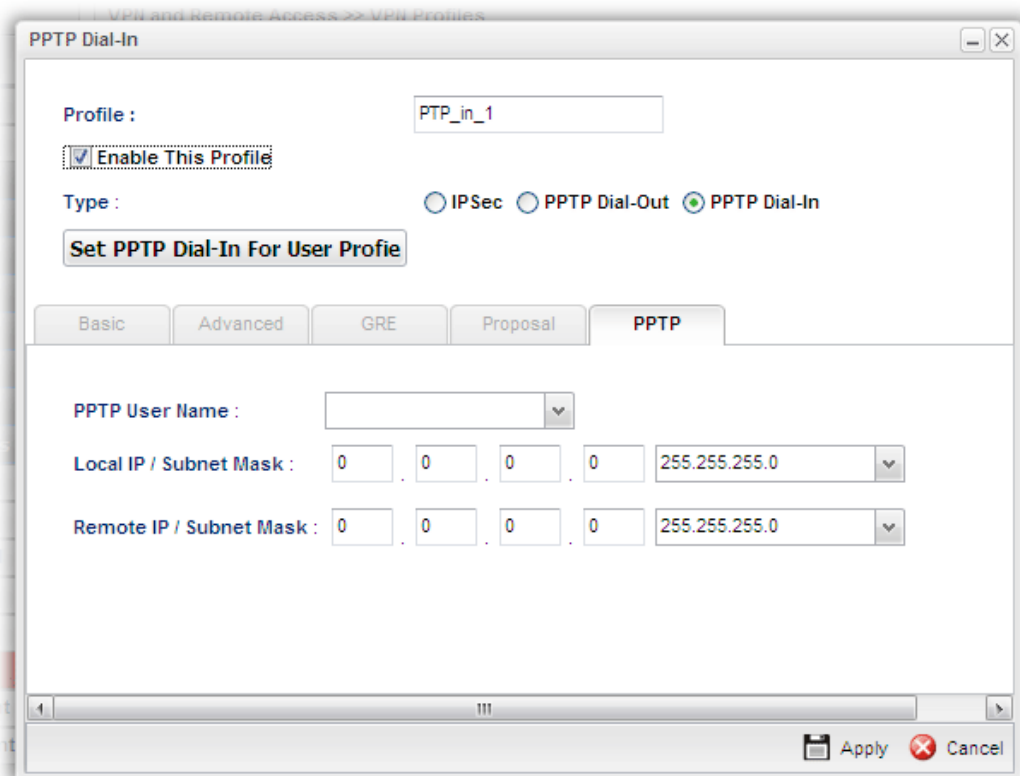 VPN and Remote Access >> VPN Profiles
PPTP Dial-In
Profile : PTP_in_1
Enable This Profile
Type : IPSec PPTP Dial-Out PPTP Dial-In
Set PPTP Dial-In For User Profie
Basic Advanced GRE Proposal PPTP
PPTP User Name :
Local IP / Subnet Mask : 0 . 0 . 0 . 0 255.255.255.0
Remote IP / Subnet Mask : 0 . 0 . 0 . 0 255.255.255.0
Apply Cancel